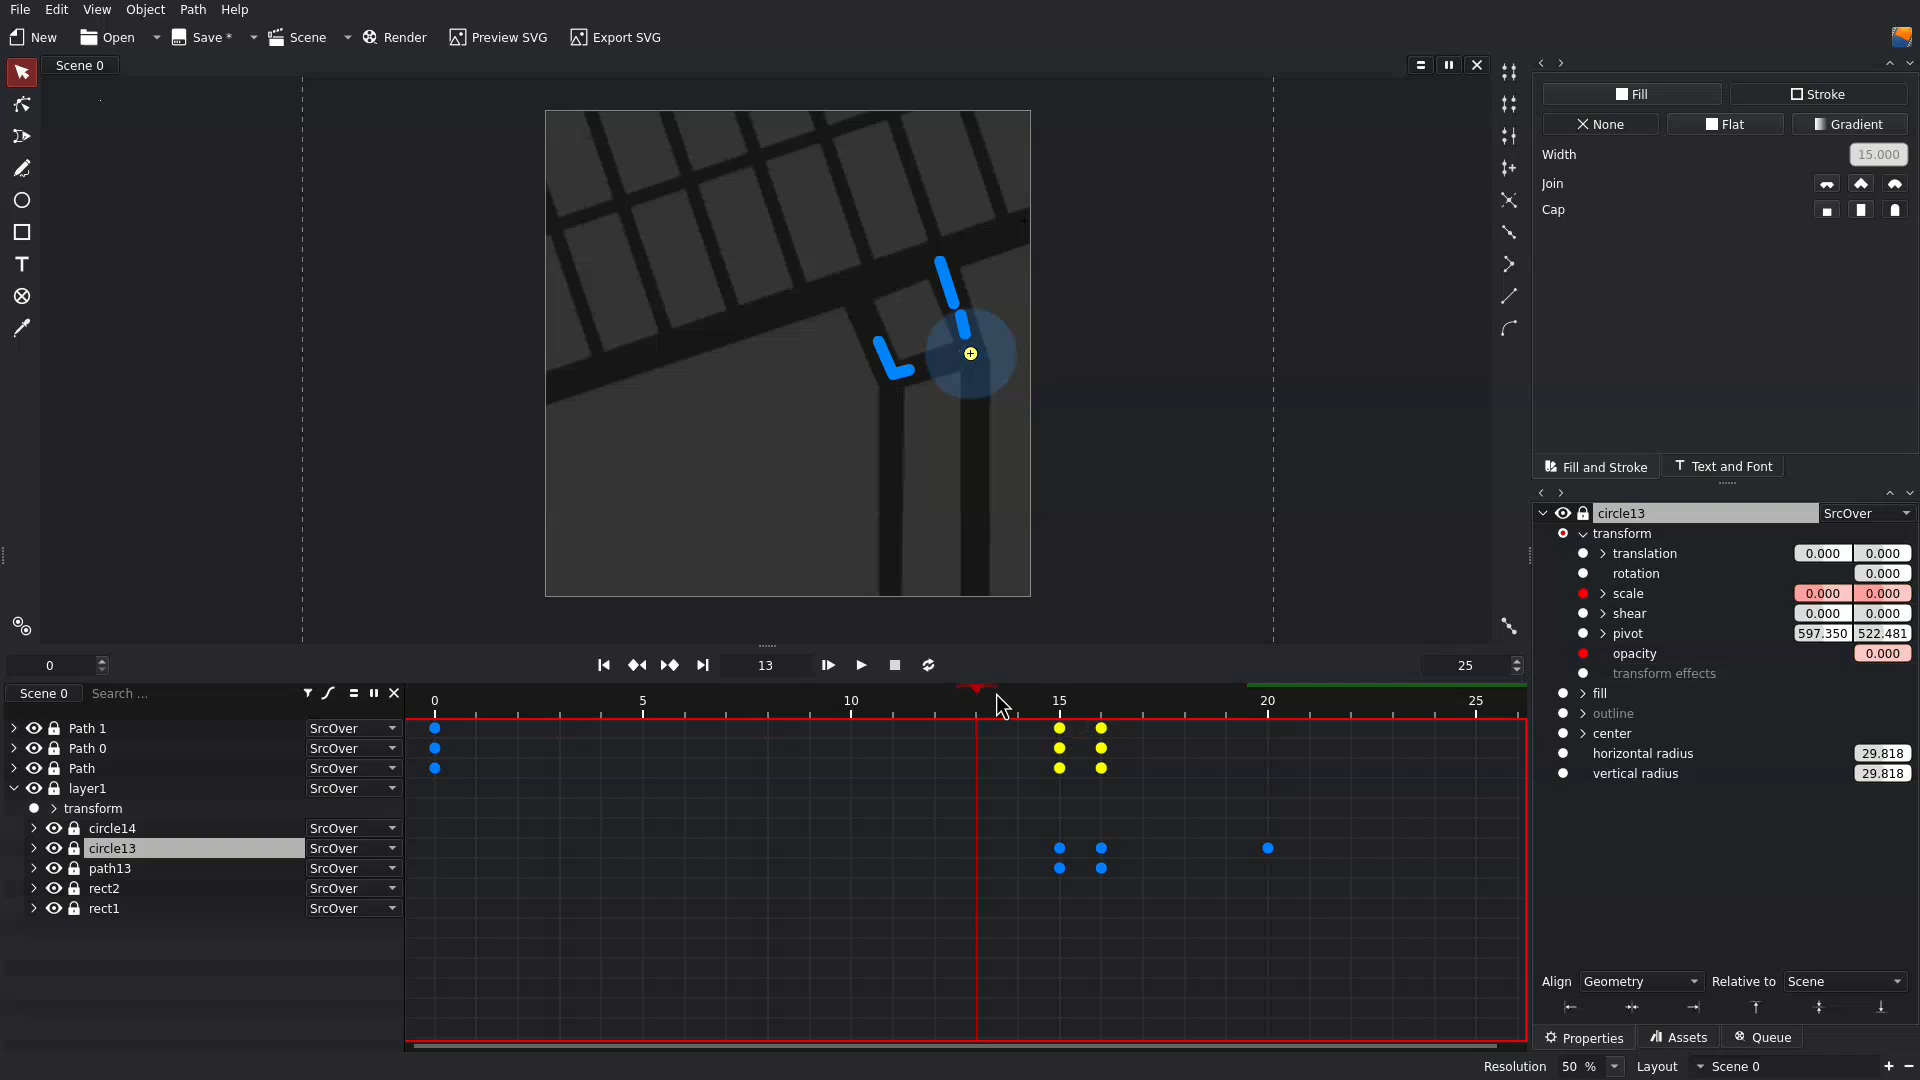 File Edit View Object Path Help
New Open Save * Scene Render Preview SVG Export SVG
Scene 0
Fill Stroke
None Flat Gradient
Width 15.000
Join
Cap
Fill and Stroke Text and Font
circle13 SrcOver
transform
translation 0.000 0.000
rotation 0.000
scale 0.000 0.000
shear 0.000 0.000
pivot 597.350 522.481
opacity 0.000
transform effects
fill
outline
center
horizontal radius 29.818
vertical radius 29.818
0 13 25
Scene 0 Search ... 0 5 10 15 20 25
Path 1 SrcOver
Path 0 SrcOver
Path SrcOver
layer1 SrcOver
transform
circle14 SrcOver
circle13 SrcOver
path13 SrcOver
rect2 SrcOver
rect1 SrcOver
Align Geometry Relative to Scene
Properties Assets Queue
Resolution 50 % Layout Scene 0